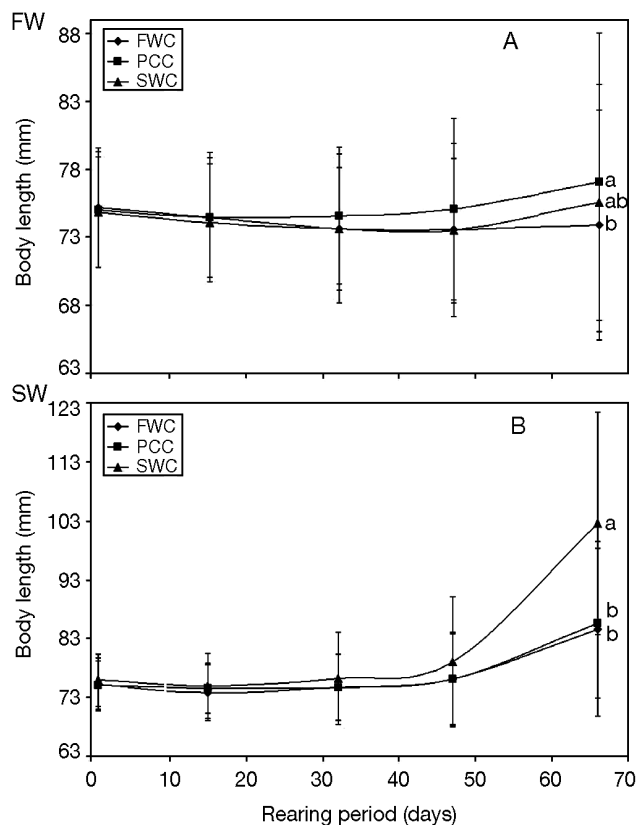 FW
A
FWC
PCC
SWC
Body length (mm)
88
83
78
73
68
63
a
ab
b
SW
B
FWC
PCC
SWC
Body length (mm)
123
113
103
93
83
73
63
a
b
b
0 10 20 30 40 50 60 70
Rearing period (days)